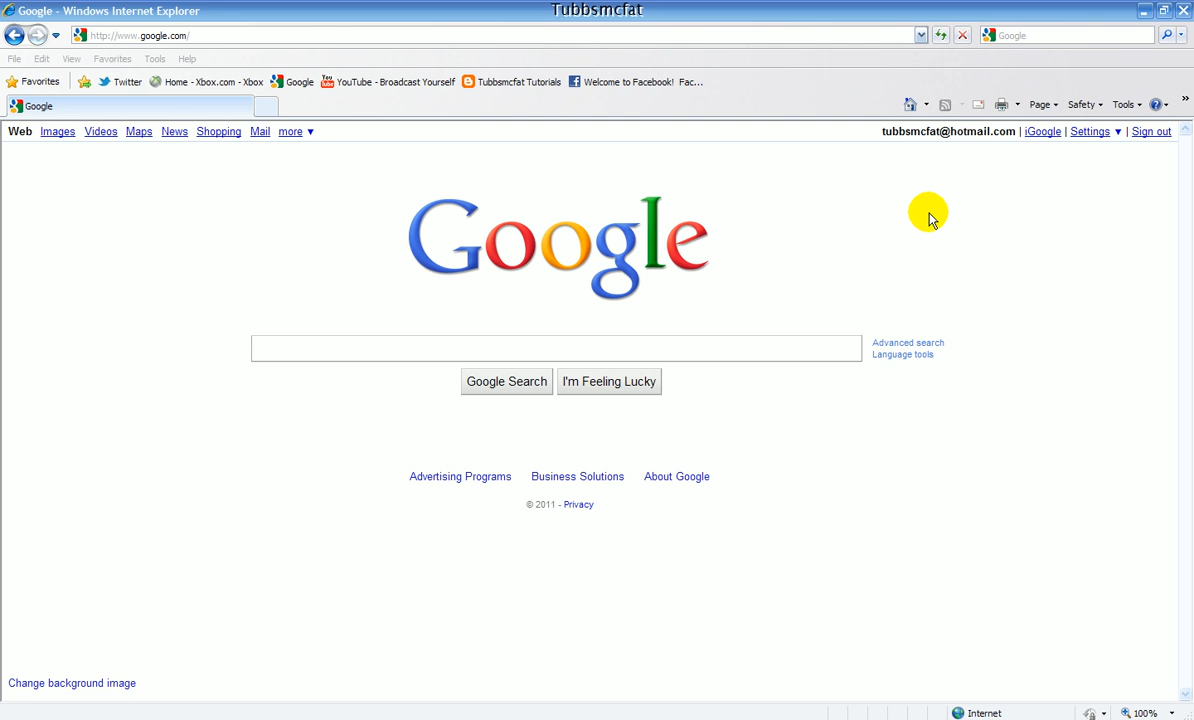 Google - Windows Internet Explorer
Tubbsmcfat
http://www.google.com/
Google
File Edit View Favorites Tools Help
Favorites Twitter Home - Xbox.com - Xbox Google YouTube - Broadcast Yourself Tubbsmcfat Tutorials Welcome to Facebook! Fac...
Google
Page Safety Tools
Web Images Videos Maps News Shopping Mail more ▼
tubbsmcfat@hotmail.com | iGoogle | Settings ▼ | Sign out
Google
Advanced search
Language tools
Google Search I'm Feeling Lucky
Advertising Programs Business Solutions About Google
© 2011 - Privacy
Change background image
Internet 100%